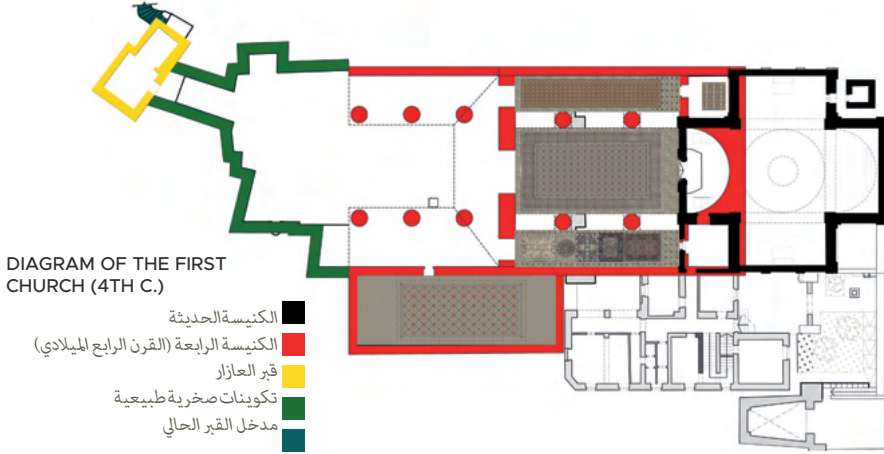 DIAGRAM OF THE FIRST
CHURCH (4TH C.)
الكنيسةالحديثة
الكنيسة الرابعة (القرن الرابع الميلادي)
قبر العازار
تكوينات صخرية طبيعية
مدخل القبر الحالي